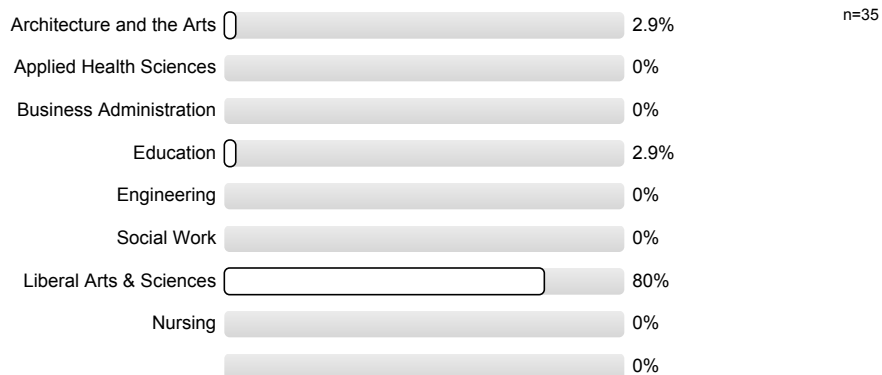 n=35
Architecture and the Arts 2.9%
Applied Health Sciences 0%
Business Administration 0%
Education 2.9%
Engineering 0%
Social Work 0%
Liberal Arts & Sciences 80%
Nursing 0%
0%